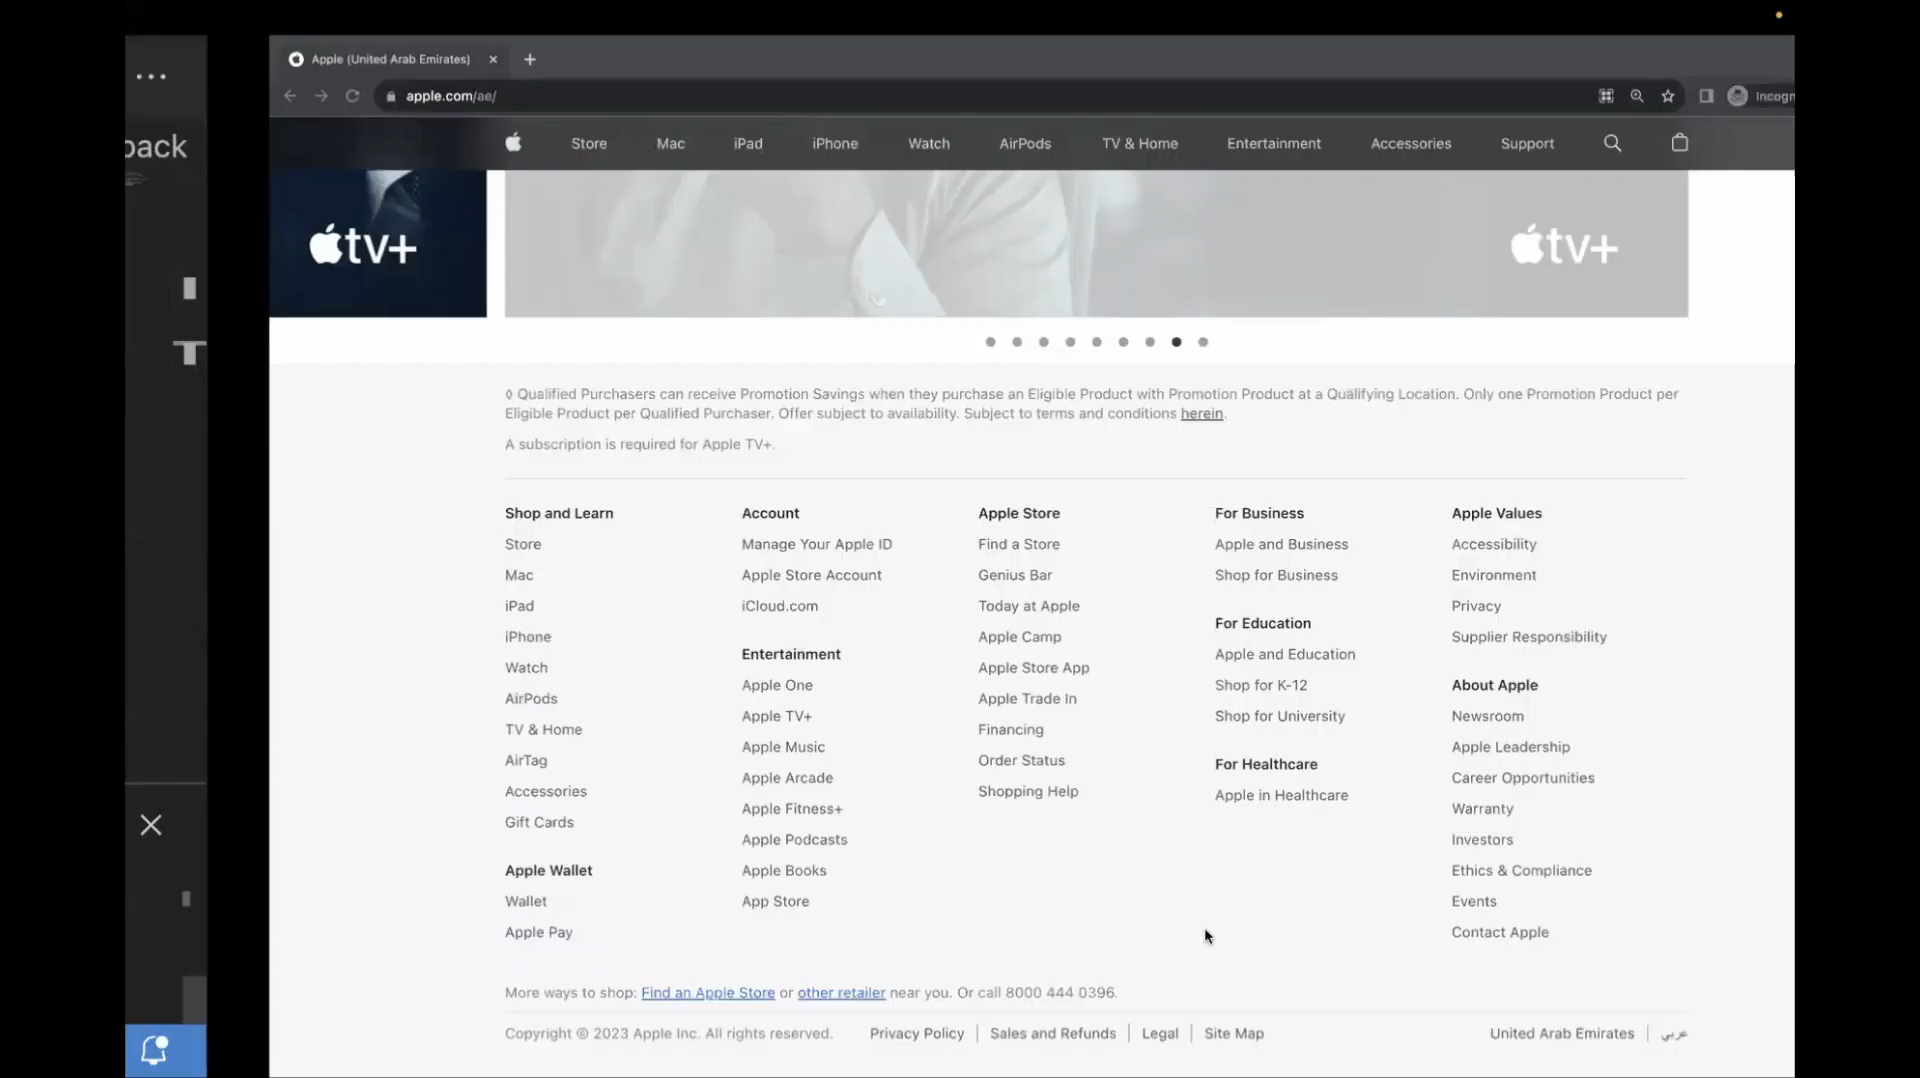 Apple (United Arab Emirates)
apple.com/ae/
Store Mac iPad iPhone Watch AirPods TV & Home Entertainment Accessories Support
tv+
tv+
◊ Qualified Purchasers can receive Promotion Savings when they purchase an Eligible Product with Promotion Product at a Qualifying Location. Only one Promotion Product per
Eligible Product per Qualified Purchaser. Offer subject to availability. Subject to terms and conditions herein.
A subscription is required for Apple TV+.
Shop and Learn
Store
Mac
iPad
iPhone
Watch
AirPods
TV & Home
AirTag
Accessories
Gift Cards
Apple Wallet
Wallet
Apple Pay
Account
Manage Your Apple ID
Apple Store Account
iCloud.com
Entertainment
Apple One
Apple TV+
Apple Music
Apple Arcade
Apple Fitness+
Apple Podcasts
Apple Books
App Store
Apple Store
Find a Store
Genius Bar
Today at Apple
Apple Camp
Apple Store App
Apple Trade In
Financing
Order Status
Shopping Help
For Business
Apple and Business
Shop for Business
For Education
Apple and Education
Shop for K-12
Shop for University
For Healthcare
Apple in Healthcare
Apple Values
Accessibility
Environment
Privacy
Supplier Responsibility
About Apple
Newsroom
Apple Leadership
Career Opportunities
Warranty
Investors
Ethics & Compliance
Events
Contact Apple
More ways to shop: Find an Apple Store or other retailer near you. Or call 8000 444 0396.
Copyright © 2023 Apple Inc. All rights reserved. Privacy Policy Sales and Refunds Legal Site Map United Arab Emirates عربي